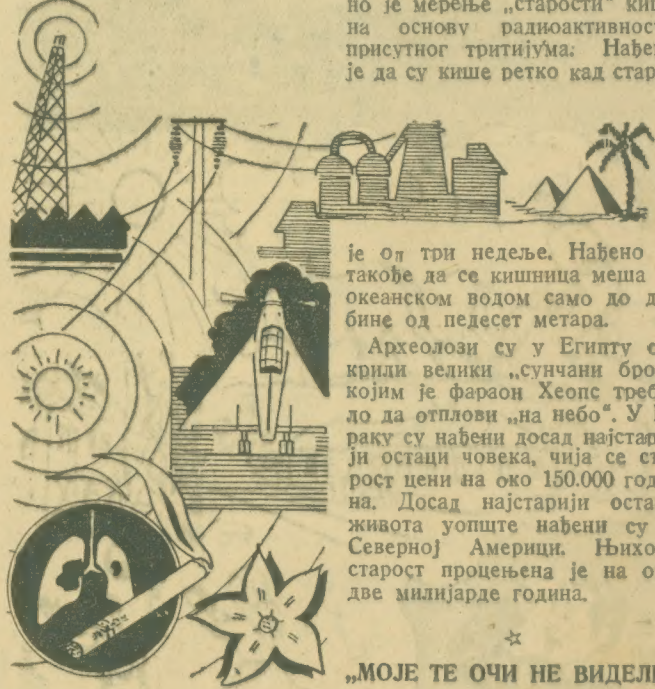 но је мерење „старости“ киш
на основу радиоактивнос
присутног тритијума: Нађен
је да су кише ретко кад стар
је од три недеље. Нађено
такође да се кишница меша
океанском водом само до д
бине од педесет метара.
Археолози су у Египту о
крили велики „сунчани бро
којим је фараон Хеопс треб
ло да отплови „на небо“. У
раку су нађени досад најстар
ји остаци човека, чија се ст
рост цени на око 150.000 год
на. Досад најстарији оста
живота уопште нађени су
Северној Америци. Њихо
старост процењена је на о
две милијарде година.
☆
„МОЈЕ ТЕ ОЧИ НЕ ВИДЕЛ